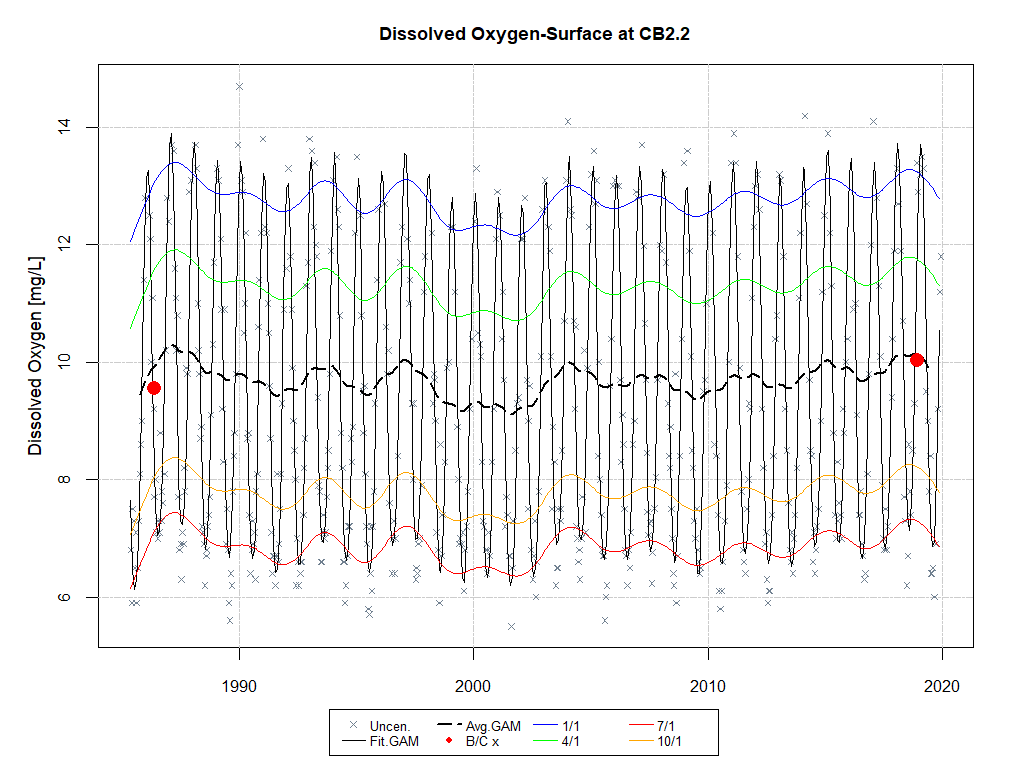 Dissolved Oxygen-Surface at CB2.2
Dissolved Oxygen [mg/L]
14
12
10
8
6
1990 2000 2010 2020
Uncen. Avg.GAM 1/1 7/1
Fit.GAM B/C x 4/1 10/1